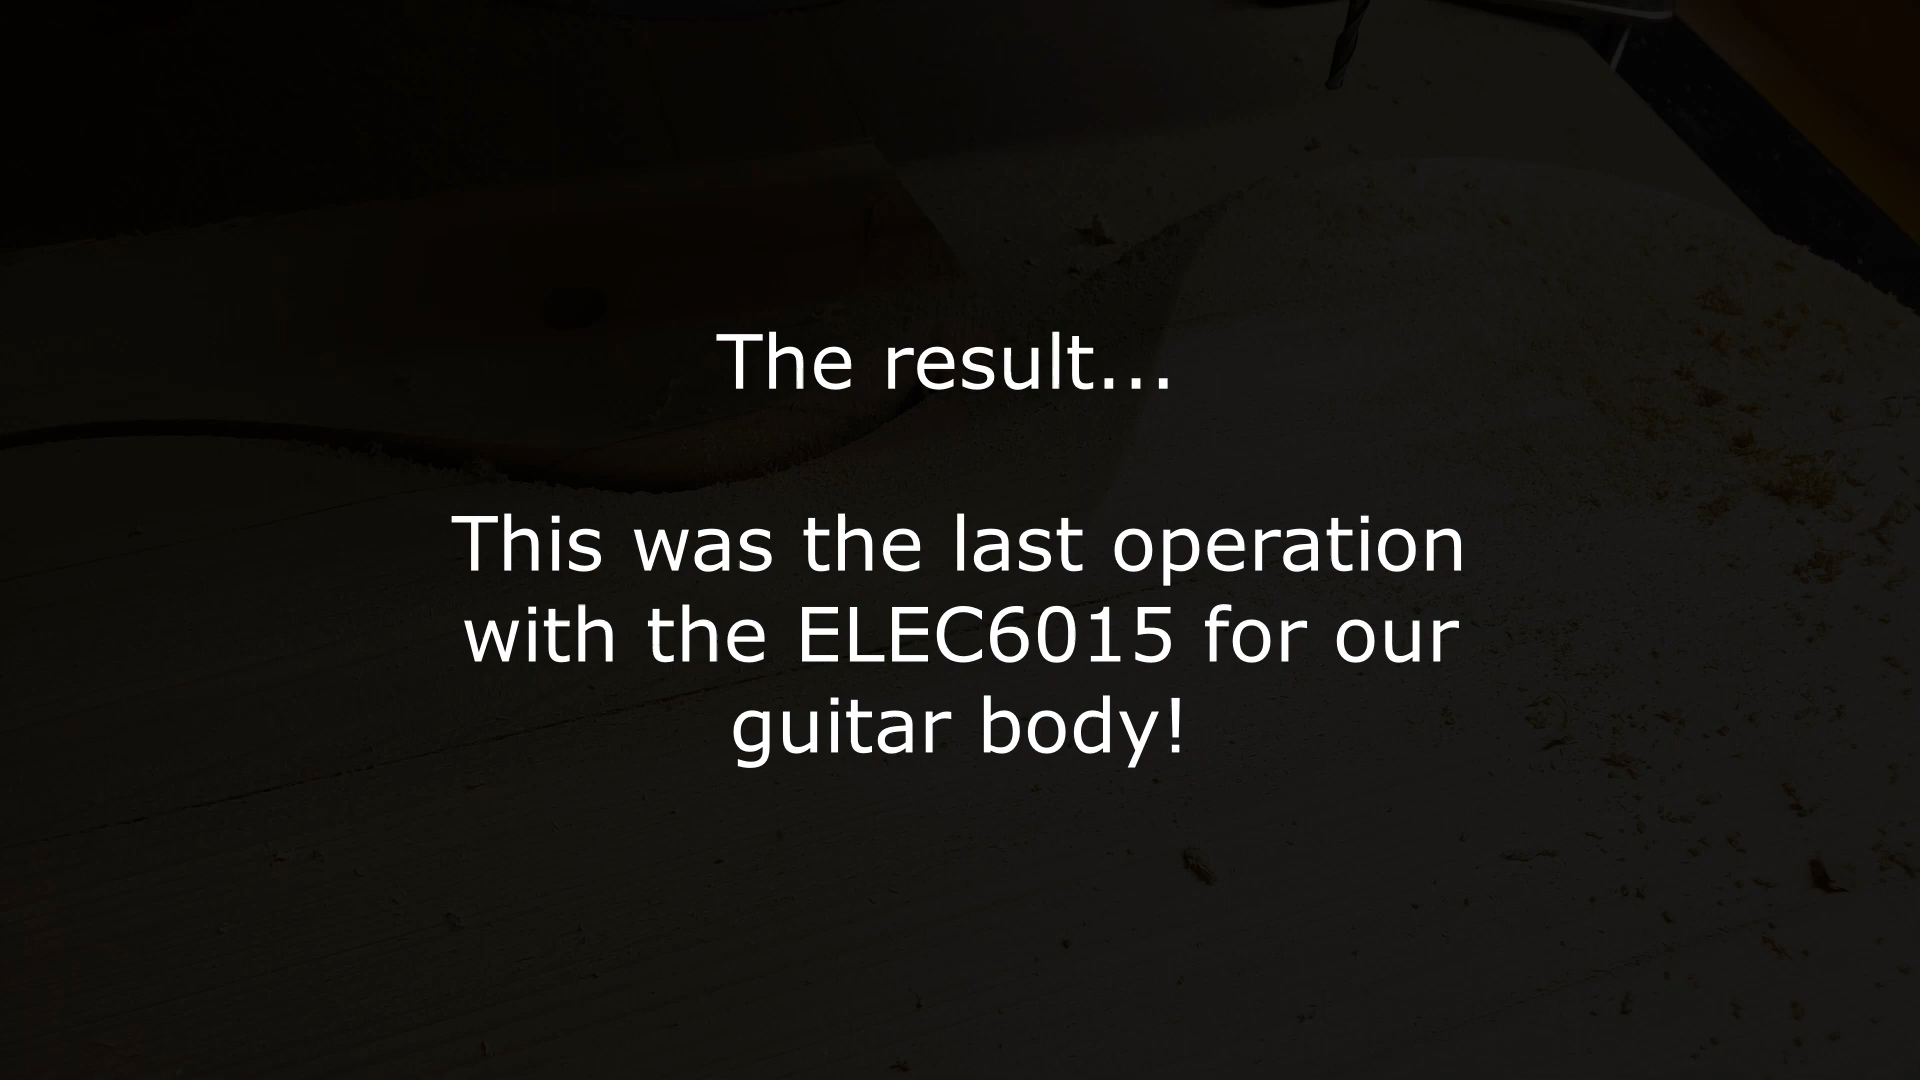 The result...
This was the last operation
with the ELEC6015 for our
guitar body!